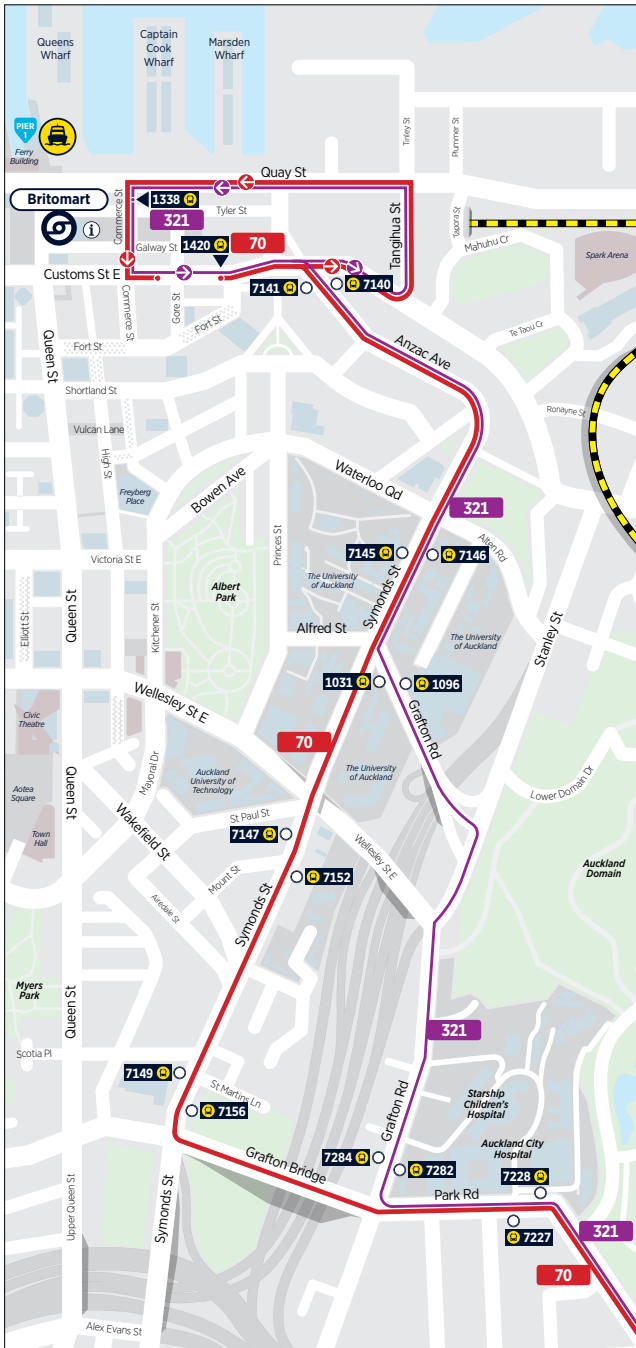 Queens
Wharf
Captain
Cook
Wharf
Marsden
Wharf
PIER
1
Ferry
Building
Tinley St
Plummer St
Quay St
Britomart
i
Commerce St
1338
321
Tyler St
Galway St
1420
70
Tangihua St
Tapora St
Mahuhu Cr
Spark Arena
Customs St E
7141
7140
Commerce St
Gore St
Fort St
Te Taou Cr
Queen St
Fort St
Anzac Ave
Shortland St
Ronayne St
Vulcan Lane
High St
Bowen Ave
Waterloo Qd
Freyberg
Place
321
Princes St
Alten Rd
Victoria St E
7145
7146
Symonds St
The University
of Auckland
Albert
Park
Elliott St
Queen St
Kitchener St
Alfred St
The University
of Auckland
Stanley St
1031
1096
Wellesley St E
Grafton Rd
Civic
Theatre
70
Mayoral Dr
Auckland
University of
Technology
The University
of Auckland
Aotea
Square
Queen St
Lower Domain Dr
Wakefield St
St Paul St
Town
Hall
7147
Wellesley St E
Auckland
Domain
Mount St
7152
Airedale St
Symonds St
Myers
Park
Queen St
321
Scotia Pl
7149
St Martins Ln
Grafton Rd
Starship
Children's
Hospital
7156
Auckland City
Hospital
Grafton Bridge
7284
7282
7228
Park Rd
Upper Queen St
Symonds St
7227
321
70
Alex Evans St